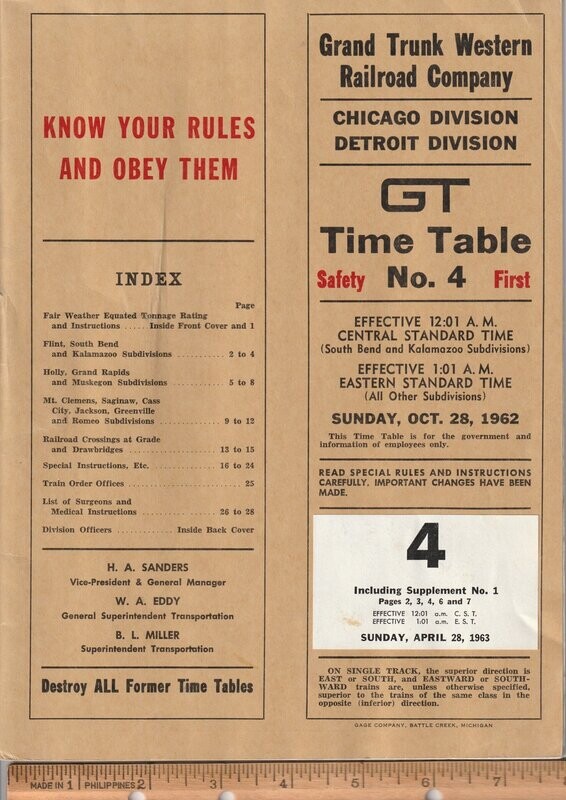 KNOW YOUR RULES
AND OBEY THEM
INDEX
Page
Fair Weather Equated Tonnage Rating
and Instructions ..... Inside Front Cover and 1
Flint, South Bend
and Kalamazoo Subdivisions ........... 2 to 4
Holly, Grand Rapids
and Muskegon Subdivisions ............ 5 to 8
Mt. Clemens, Saginaw, Cass
City, Jackson, Greenville
and Romeo Subdivisions ............. 9 to 12
Railroad Crossings at Grade
and Drawbridges ................... 13 to 15
Special Instructions, Etc. ............. 16 to 24
Train Order Offices ........................ 25
List of Surgeons and
Medical Instructions ................ 26 to 28
Division Officers ............ Inside Back Cover
H. A. SANDERS
Vice-President & General Manager
W. A. EDDY
General Superintendent Transportation
B. L. MILLER
Superintendent Transportation
Destroy ALL Former Time Tables
Grand Trunk Western
Railroad Company
CHICAGO DIVISION
DETROIT DIVISION
GT
Time Table
Safety No. 4 First
EFFECTIVE 12:01 A. M.
CENTRAL STANDARD TIME
(South Bend and Kalamazoo Subdivisions)
EFFECTIVE 1:01 A. M.
EASTERN STANDARD TIME
(All Other Subdivisions)
SUNDAY, OCT. 28, 1962
This Time Table is for the government and
information of employees only.
READ SPECIAL RULES AND INSTRUCTIONS
CAREFULLY. IMPORTANT CHANGES HAVE BEEN
MADE.
4
Including Supplement No. 1
Pages 2, 3, 4, 6 and 7
EFFECTIVE 12:01 a.m. C. S. T.
EFFECTIVE 1:01 a.m. E. S. T.
SUNDAY, APRIL 28, 1963
ON SINGLE TRACK, the superior direction is
EAST or SOUTH, and EASTWARD or SOUTH-
WARD trains are, unless otherwise specified,
superior to the trains of the same class in the
opposite (inferior) direction.
GAGE COMPANY, BATTLE CREEK, MICHIGAN
MADE IN 1 PHILIPPINES 2 3 4 5 6 7